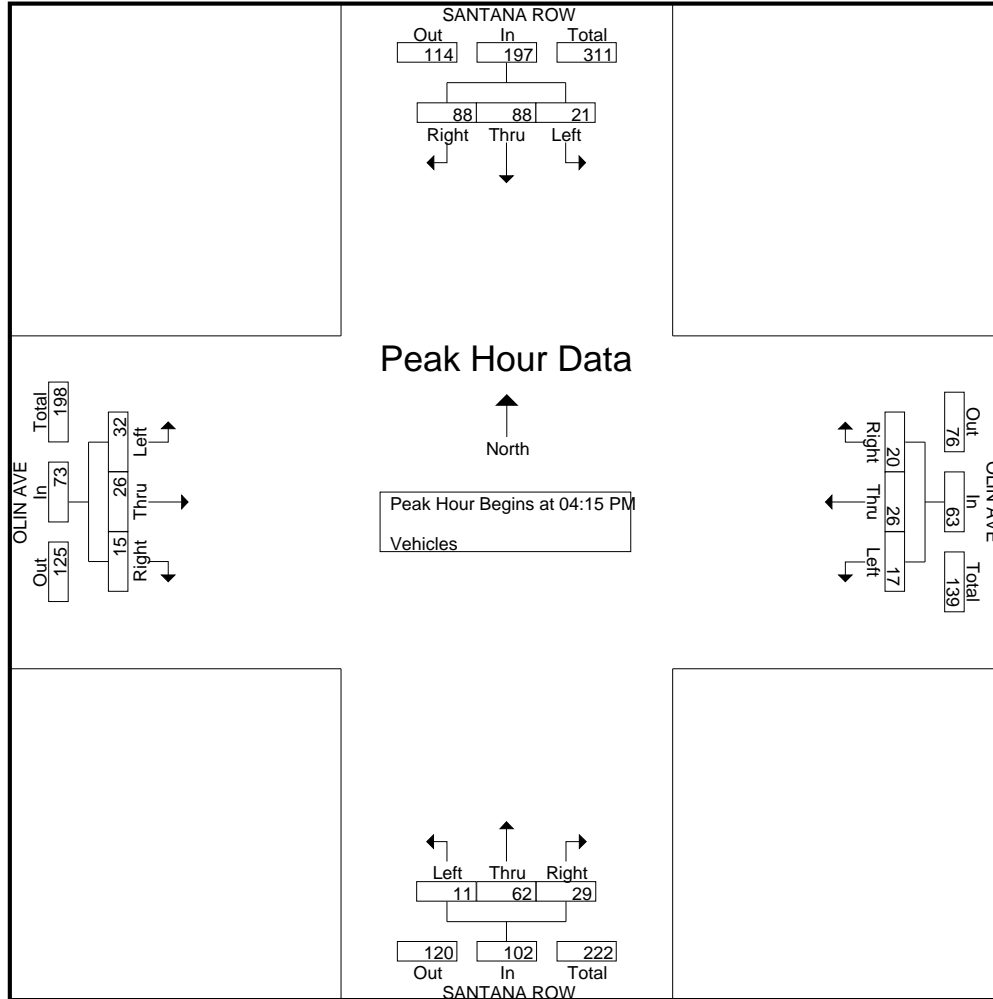 SANTANA ROW
Out In Total
114 197 311
88 88 21
Right Thru Left
Peak Hour Data
North
Peak Hour Begins at 04:15 PM
Vehicles
OLIN AVE
Total In Out
198 73 125
32 26 15
Left Thru Right
Right Thru Left
20 26 17
76 63 139
Out In Total
OLIN AVE
Left Thru Right
11 62 29
120 102 222
Out In Total
SANTANA ROW